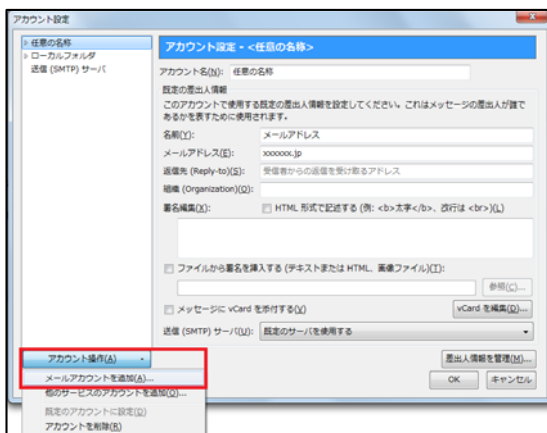 アカウント設定
任意の名称
ローカルフォルダ
送信 (SMTP) サーバ
アカウント設定 - <任意の名称>
アカウント名(N): 任意の名称
既定の差出人情報
このアカウントで使用する既定の差出人情報を設定してください。これはメッセージの差出人が誰で
あるかを表すために使用されます。
名前(Y): メールアドレス
メールアドレス(E): xxxxxx.jp
返信先 (Reply-to)(S): 受信者からの返信を受け取るアドレス
組織 (Organization)(O):
署名編集(X): HTML 形式で記述する (例: <b>太字</b>、改行は <br>)(L)
ファイルから署名を挿入する (テキストまたは HTML、画像ファイル)(T):
参照(C)...
メッセージに vCard を添付する(V) vCard を編集(D)...
送信 (SMTP) サーバ(U): 既定のサーバを使用する
アカウント操作(A) 差出人情報を管理(M)...
メールアカウントを追加(A)... OK キャンセル
他のサービスのアカウントを追加(O)...
既定のアカウントに設定(D)
アカウントを削除(R)